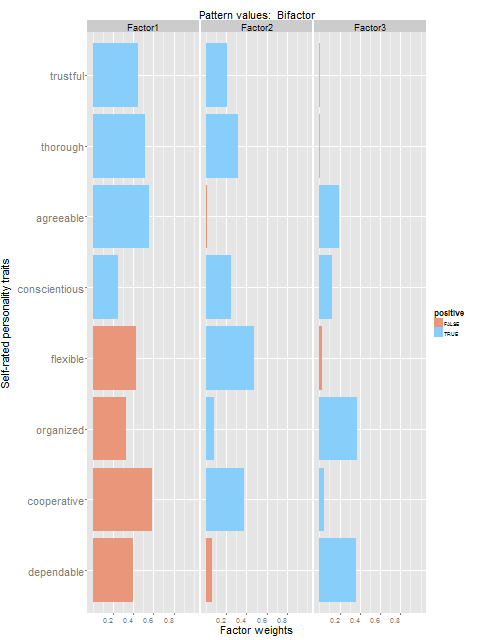 Pattern values: Bifactor
Factor1 Factor2 Factor3
trustful
thorough
agreeable
conscientious
flexible
organized
cooperative
dependable
Self-rated personality traits
0.2 0.4 0.6 0.8 0.2 0.4 0.6 0.8 0.2 0.4 0.6 0.8
Factor weights
positive
FALSE
TRUE